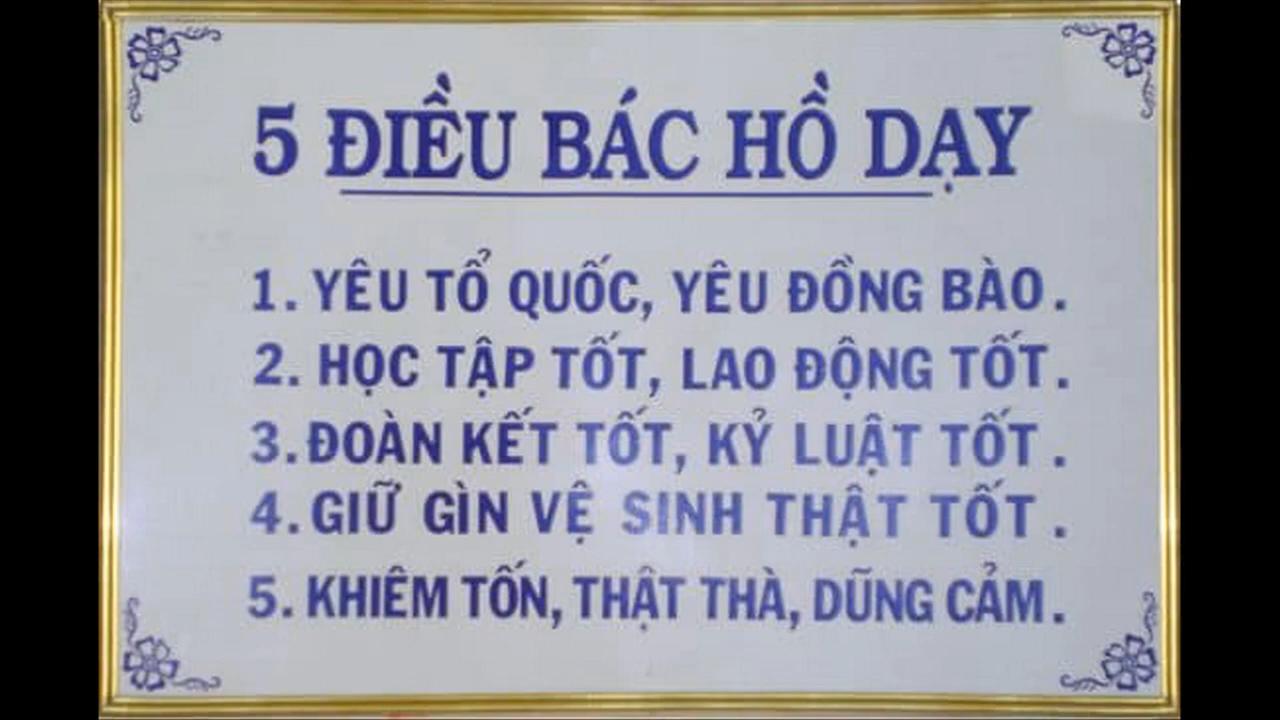 5 ĐIỀU BÁC HỒ DẠY
1. YÊU TỔ QUỐC, YÊU ĐỒNG BÀO.
2. HỌC TẬP TỐT, LAO ĐỘNG TỐT.
3. ĐOÀN KẾT TỐT, KỶ LUẬT TỐT.
4. GIỮ GÌN VỆ SINH THẬT TỐT.
5. KHIÊM TỐN, THẬT THÀ, DŨNG CẢM.